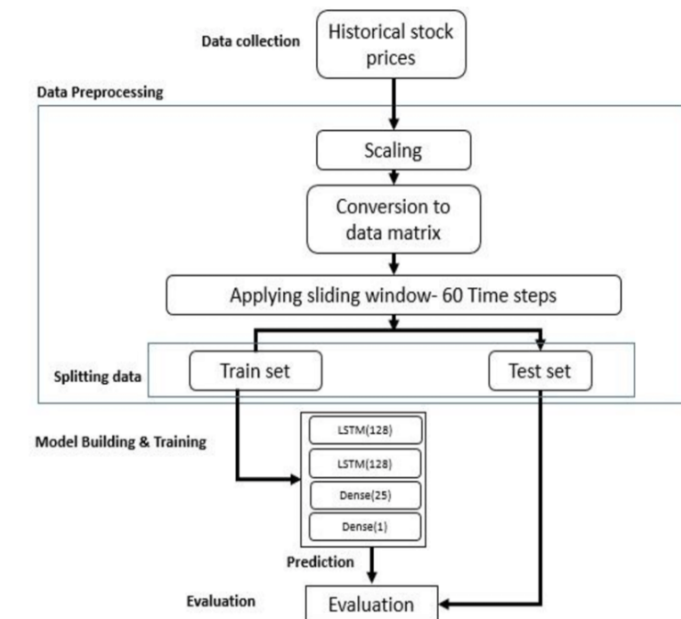 Data collection
Historical stock
prices
Data Preprocessing
Scaling
Conversion to
data matrix
Applying sliding window- 60 Time steps
Splitting data
Train set
Test set
Model Building & Training
LSTM(128)
LSTM(128)
Dense(25)
Dense(1)
Prediction
Evaluation
Evaluation